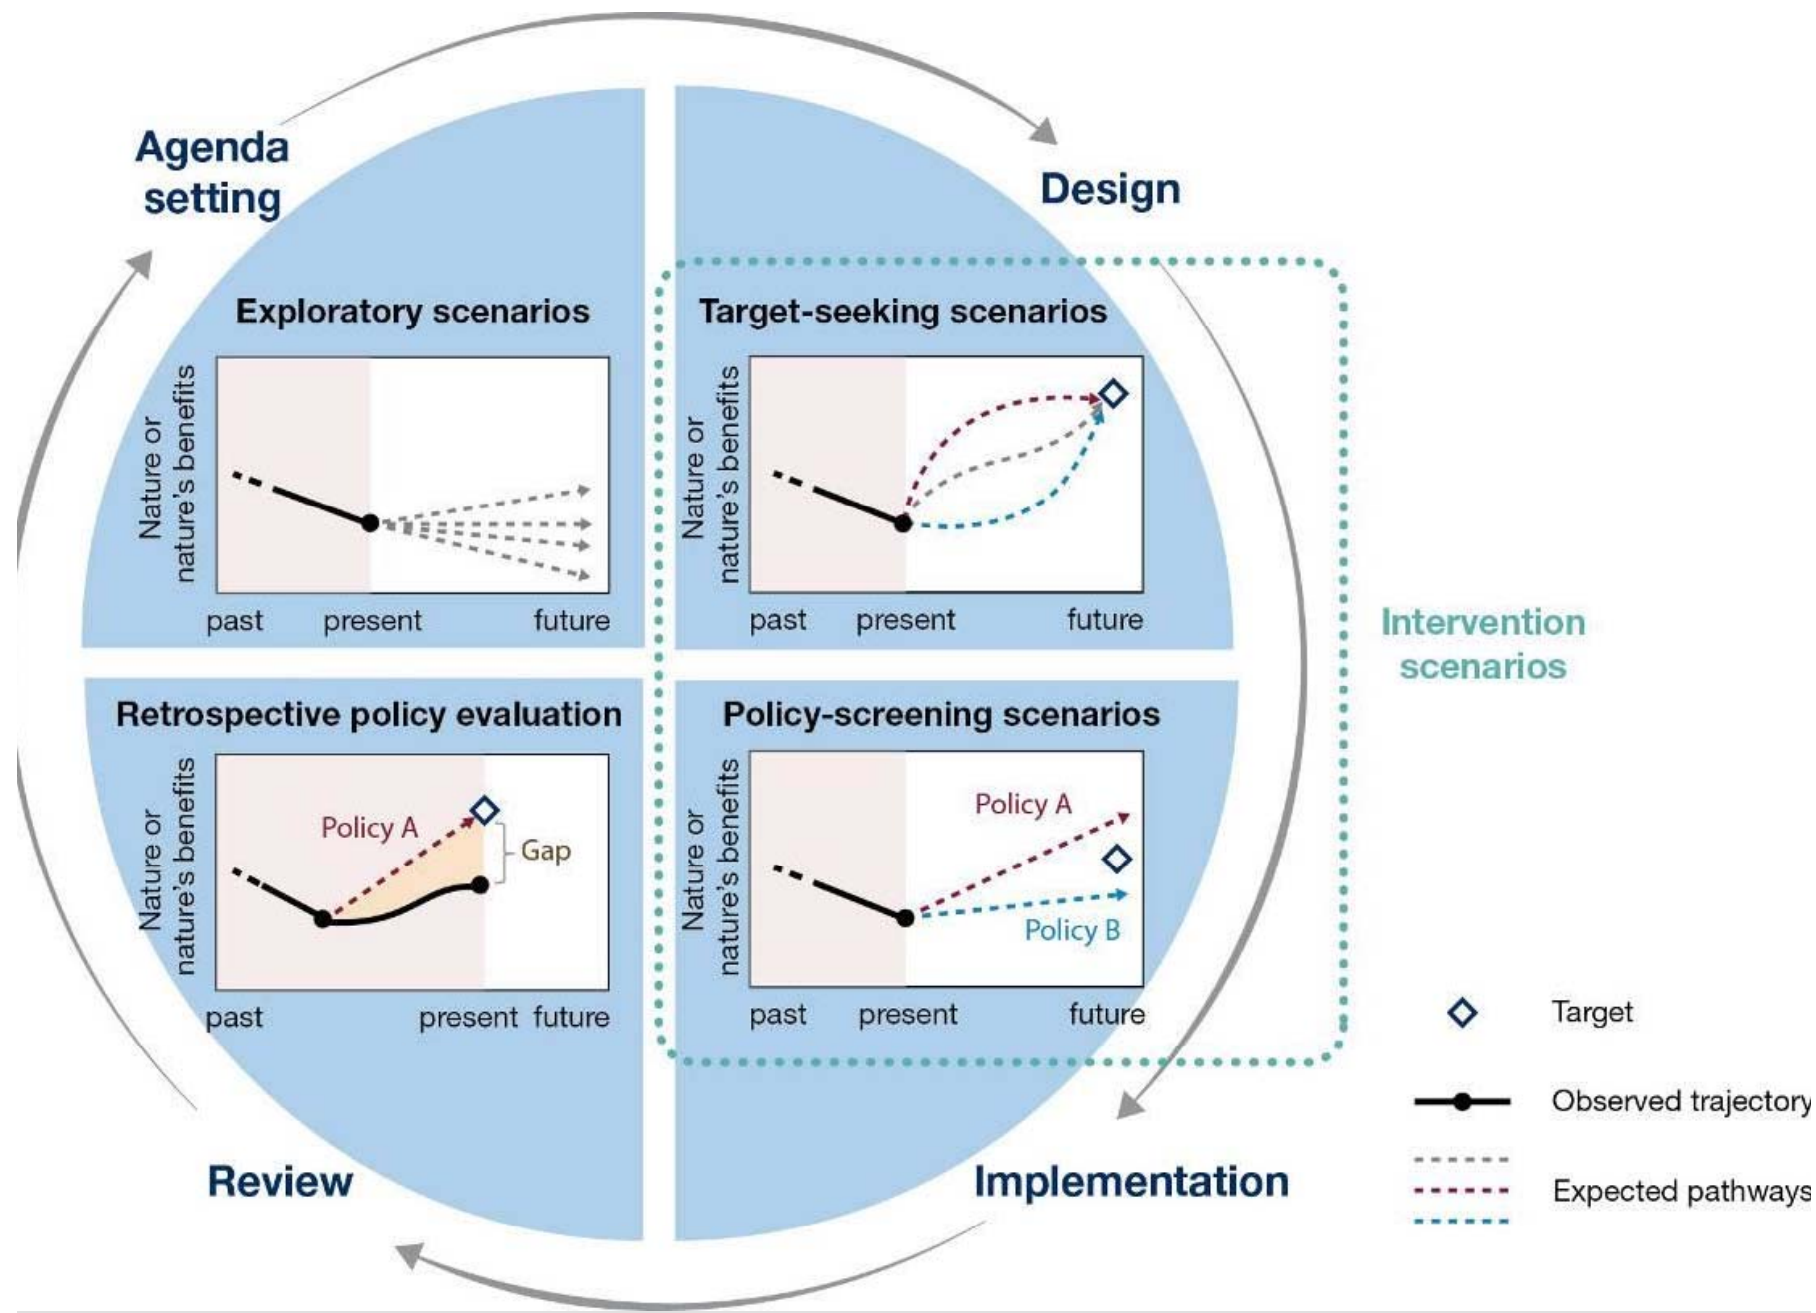 Agenda
setting
Design
Exploratory scenarios
Nature or
nature's benefits
past present future
Target-seeking scenarios
Nature or
nature's benefits
past present future
Intervention
scenarios
Retrospective policy evaluation
Nature or
nature's benefits
Policy A
Gap
past present future
Policy-screening scenarios
Nature or
nature's benefits
Policy A
Policy B
past present future
Review
Implementation
Target
Observed trajectory
Expected pathways